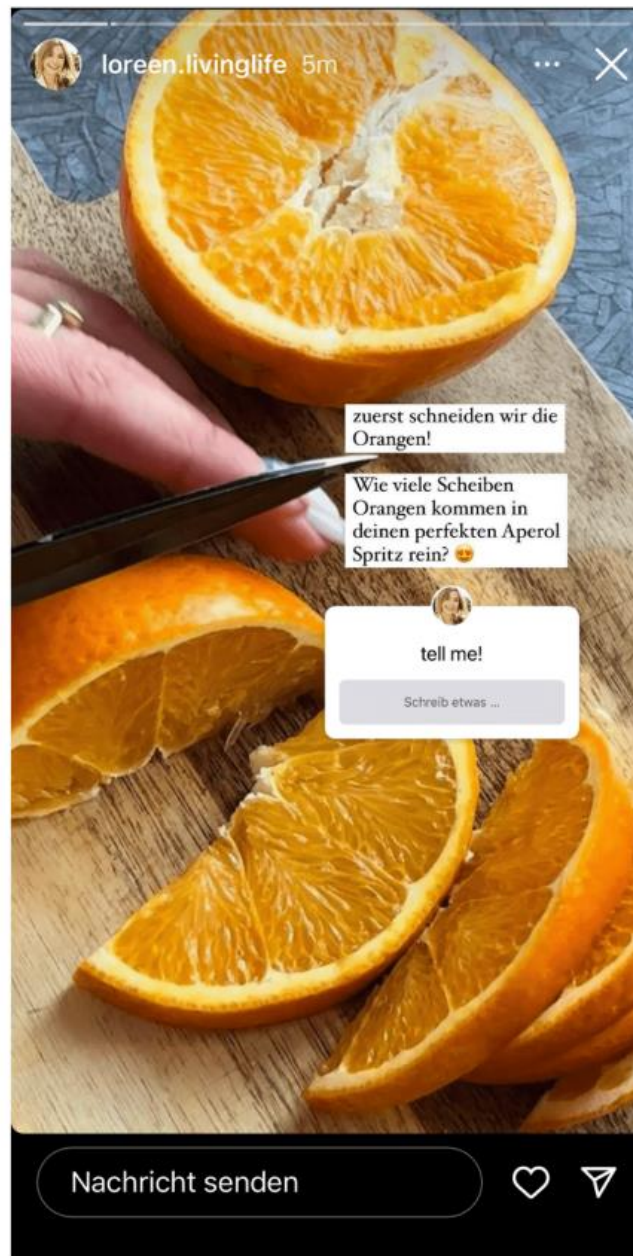 loreen.livinglife 5m
zuerst schneiden wir die
Orangen!
Wie viele Scheiben
Orangen kommen in
deinen perfekten Aperol
Spritz rein? 😍
tell me!
Schreib etwas ...
Nachricht senden